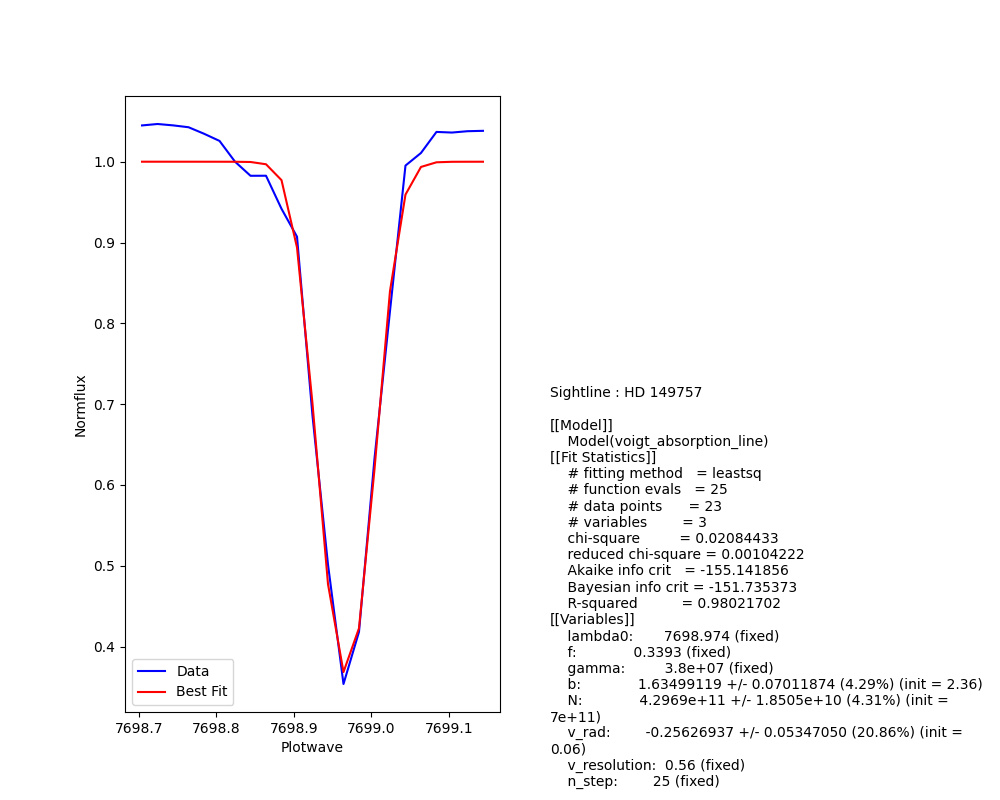 1.0
0.9
0.8
0.7
0.6
0.5
0.4
Normflux
Data
Best Fit
7698.7 7698.8 7698.9 7699.0 7699.1
Plotwave
Sightline : HD 149757
[[Model]]
Model(voigt_absorption_line)
[[Fit Statistics]]
# fitting method = leastsq
# function evals = 25
# data points = 23
# variables = 3
chi-square = 0.02084433
reduced chi-square = 0.00104222
Akaike info crit = -155.141856
Bayesian info crit = -151.735373
R-squared = 0.98021702
[[Variables]]
lambda0: 7698.974 (fixed)
f: 0.3393 (fixed)
gamma: 3.8e+07 (fixed)
b: 1.63499119 +/- 0.07011874 (4.29%) (init = 2.36)
N: 4.2969e+11 +/- 1.8505e+10 (4.31%) (init =
7e+11)
v_rad: -0.25626937 +/- 0.05347050 (20.86%) (init =
0.06)
v_resolution: 0.56 (fixed)
n_step: 25 (fixed)